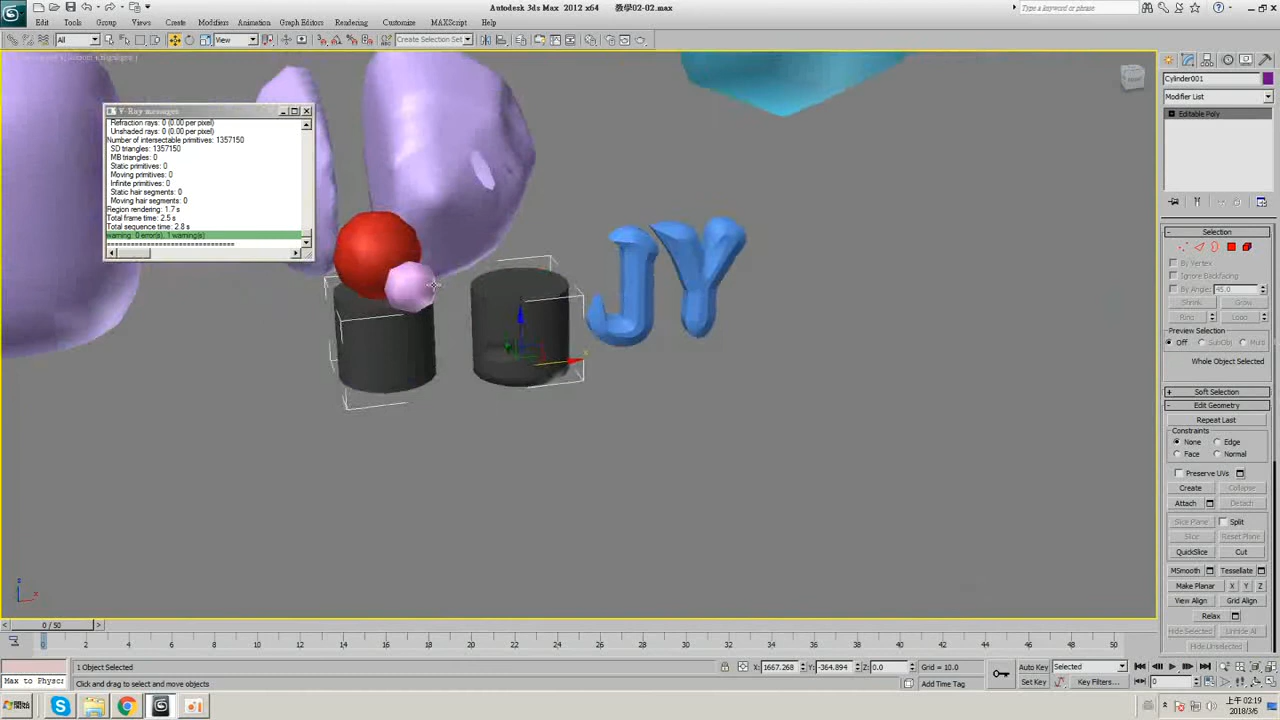 Autodesk 3ds Max 2012 x64 教學02-02.max
Type a keyword or phrase
Edit Tools Group Views Create Modifiers Animation Graph Editors Rendering Customize MAXScript Help
All View Create Selection Set
V-Ray messages
Refraction rays: 0 (0.00 per pixel)
Unshaded rays: 0 (0.00 per pixel)
Number of intersectable primitives: 1357150
SD triangles: 1357150
MB triangles: 0
Static primitives: 0
Moving primitives: 0
Infinite primitives: 0
Static hair segments: 0
Moving hair segments: 0
Region rendering: 1.7 s
Total frame time: 2.5 s
Total sequence time: 2.8 s
warning: 0 error(s), 1 warning(s)
==============================
JY
Cylinder001
Modifier List
Editable Poly
Selection
By Vertex
Ignore Backfacing
By Angle: 45.0
Shrink Grow
Ring Loop
Preview Selection
Off SubObj Multi
Whole Object Selected
Soft Selection
Edit Geometry
Repeat Last
Constraints
None Edge
Face Normal
Preserve UVs
Create Collapse
Attach Detach
Slice Plane Split
Slice Reset Plane
QuickSlice Cut
MSmooth Tessellate
Make Planar X Y Z
View Align Grid Align
Relax
Hide Selected Unhide All
Hide Unselected
0 / 50
0 2 4 6 8 10 12 14 16 18 20 22 24 26 28 30 32 34 36 38 40 42 44 46 48 50
1 Object Selected X: 1667.268 Y: -364.894 Z: 0.0 Grid = 10.0 Auto Key Selected
Max to Physcs Click and drag to select and move objects Add Time Tag Set Key Key Filters... 0
開始
上午 02:19
2018/3/6